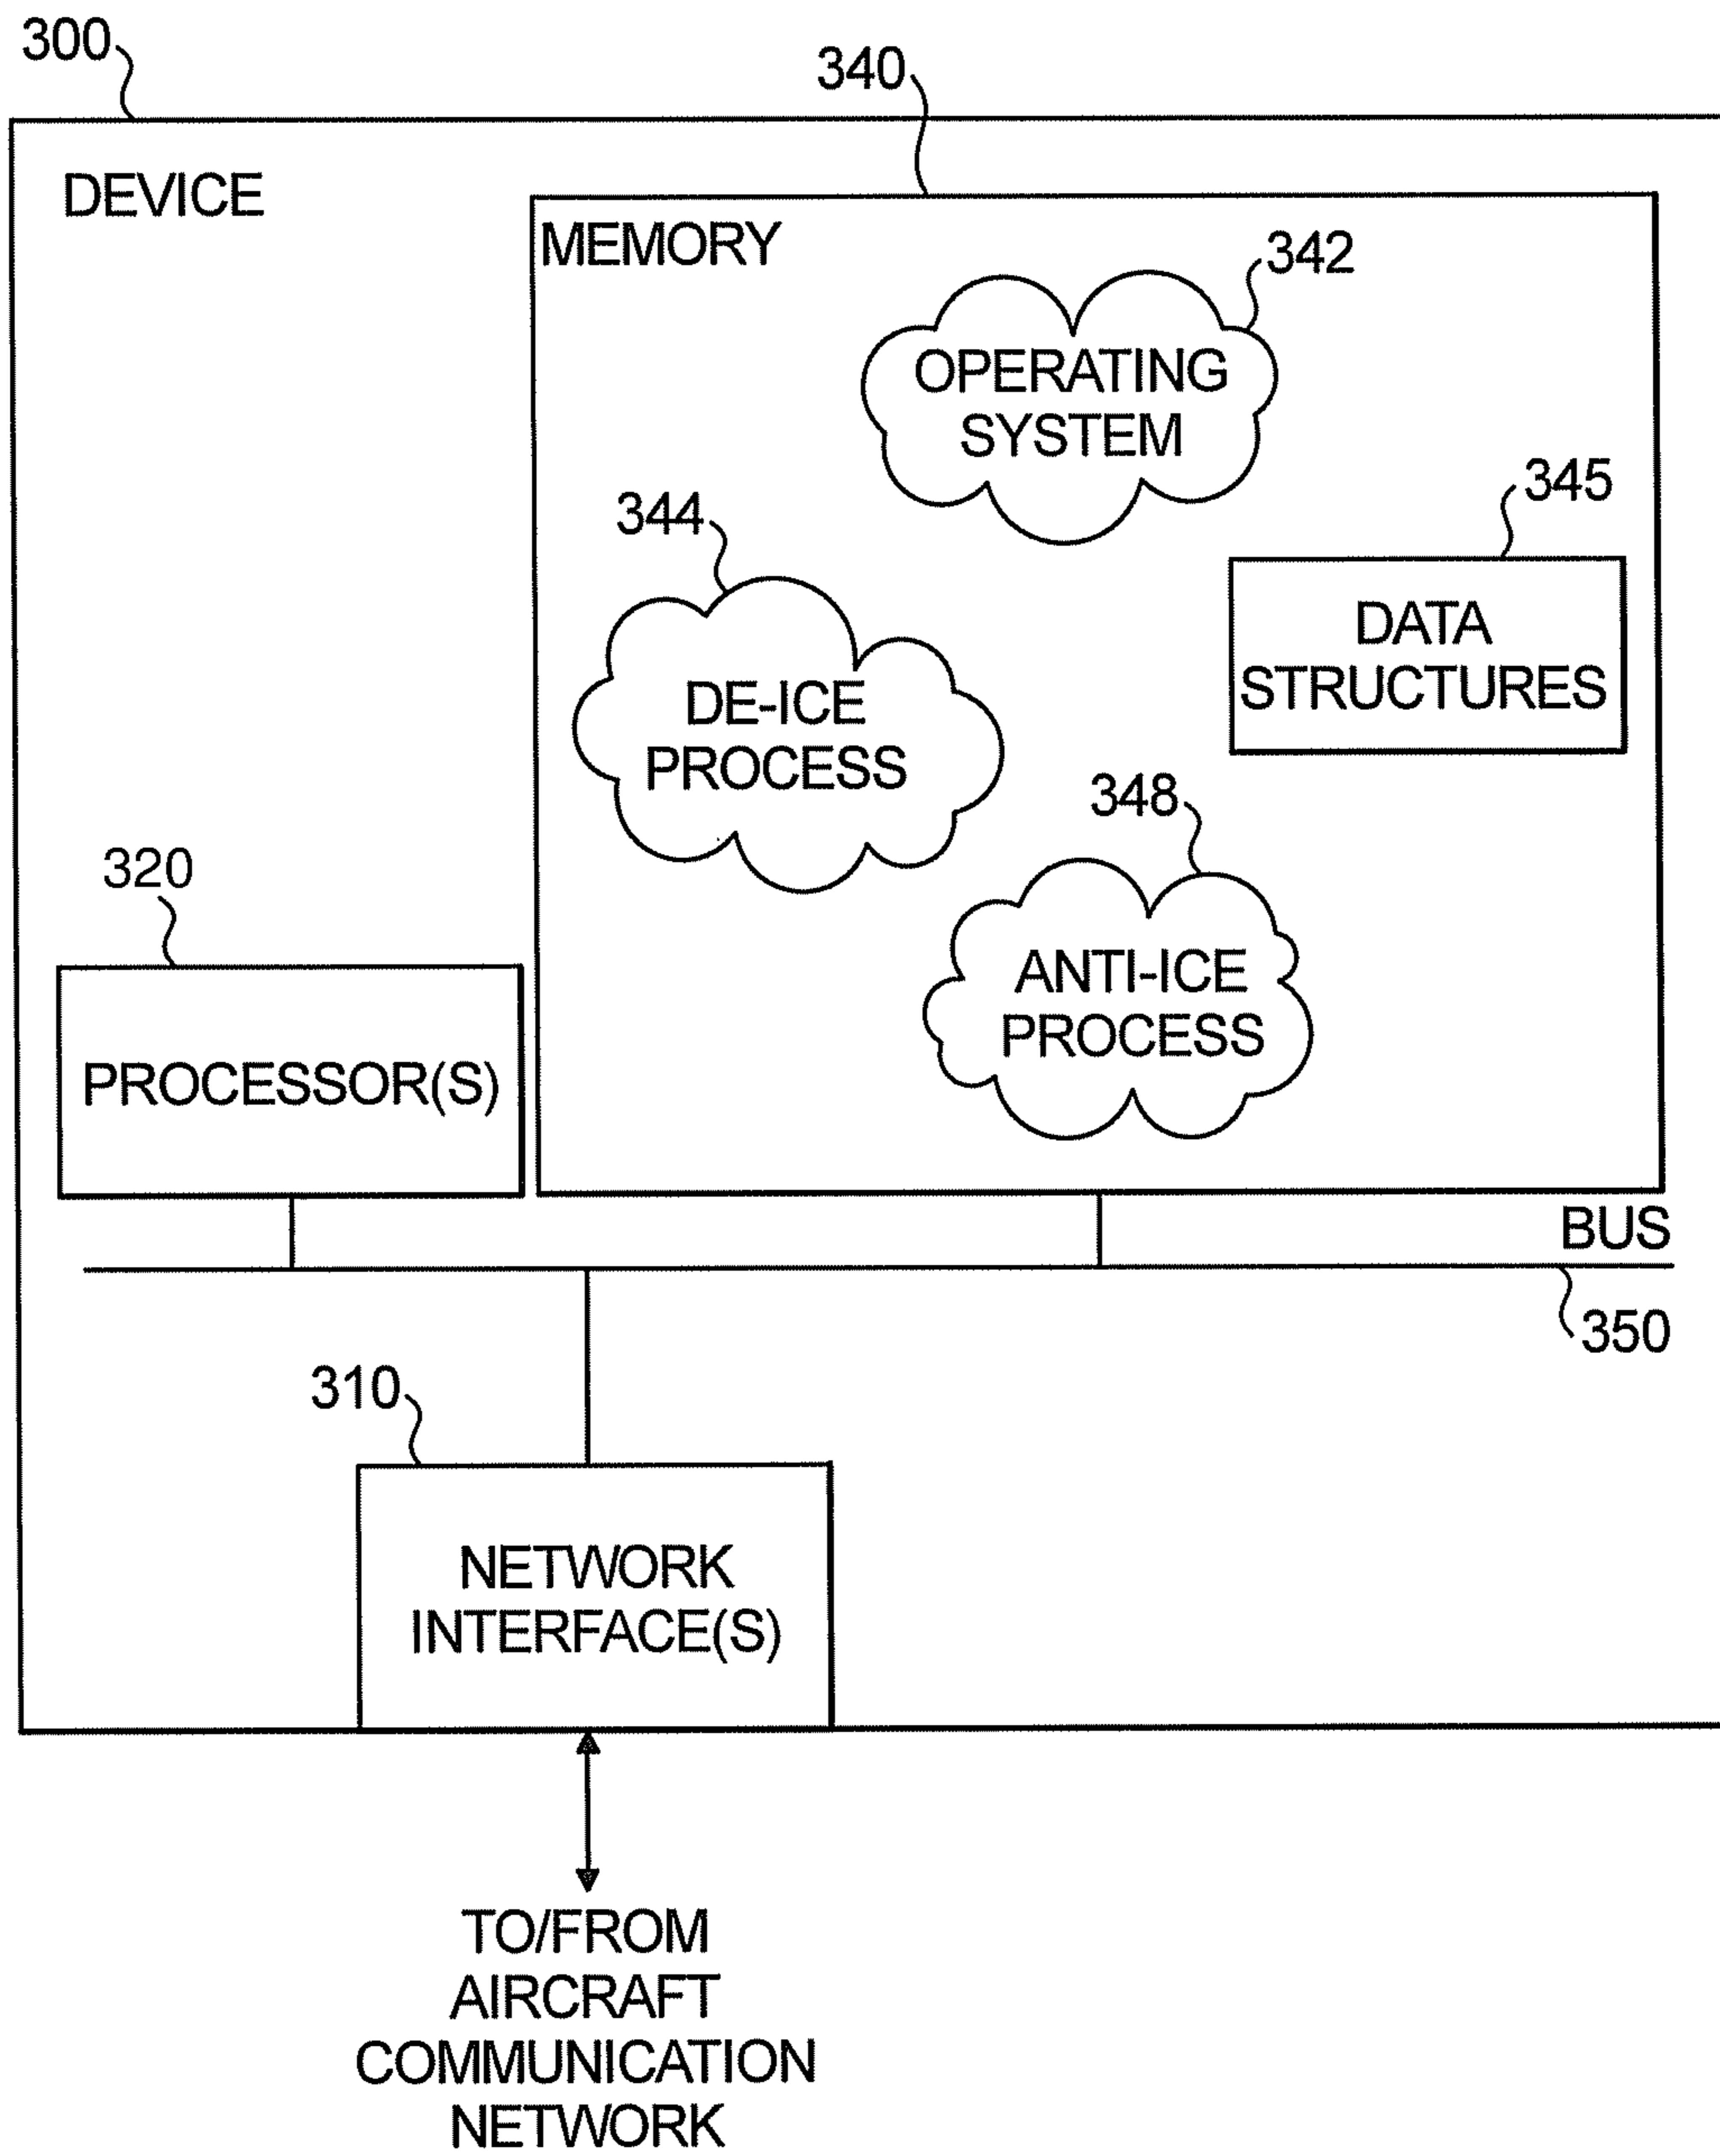 300
340
DEVICE
MEMORY
342
OPERATING
SYSTEM
345
344
DATA
STRUCTURES
DE-ICE
PROCESS
348
320
ANTI-ICE
PROCESS
PROCESSOR(S)
BUS
350
310
NETWORK
INTERFACE(S)
TO/FROM
AIRCRAFT
COMMUNICATION
NETWORK